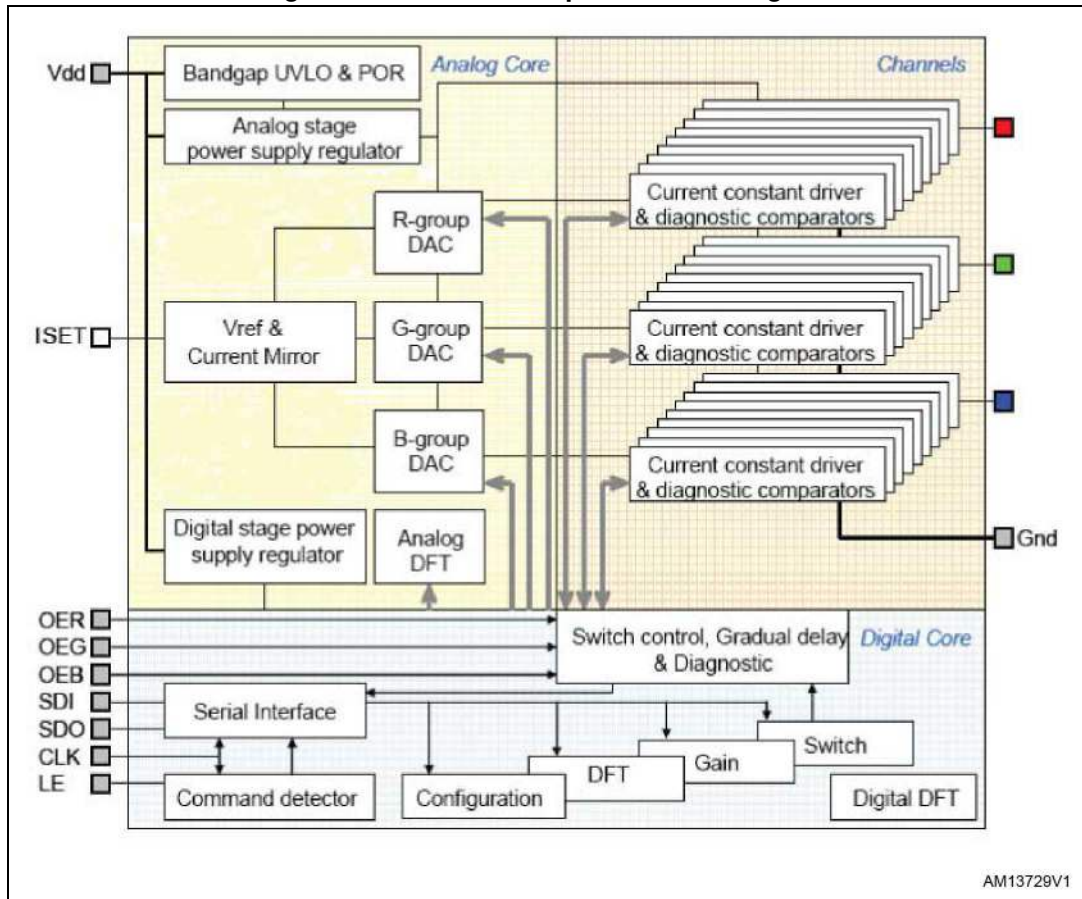 Vdd
Bandgap UVLO & POR
Analog Core
Channels
Analog stage
power supply regulator
R-group
DAC
Current constant driver
& diagnostic comparators
ISET
Vref &
Current Mirror
G-group
DAC
Current constant driver
& diagnostic comparators
B-group
DAC
Current constant driver
& diagnostic comparators
Digital stage power
supply regulator
Analog
DFT
Gnd
OER
OEG
OEB
SDI
SDO
CLK
LE
Switch control, Gradual delay
& Diagnostic
Digital Core
Serial Interface
Command detector
Configuration
DFT
Gain
Switch
Digital DFT
AM13729V1